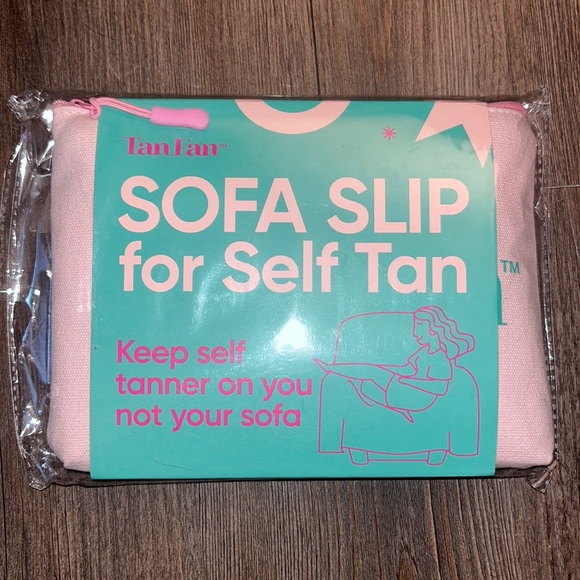 TanFan™
SOFA SLIP
for Self Tan
Keep self
tanner on you
not your sofa
™